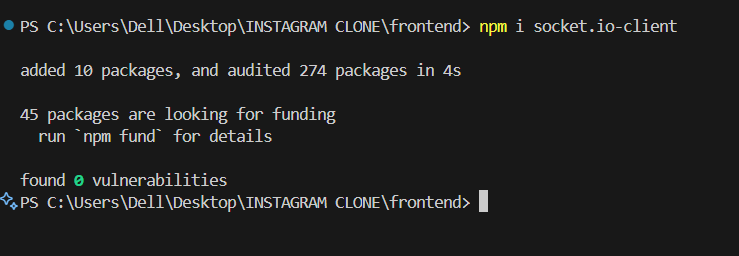 PS C:\Users\Dell\Desktop\INSTAGRAM CLONE\frontend> npm i socket.io-client
added 10 packages, and audited 274 packages in 4s
45 packages are looking for funding
  run `npm fund` for details
found 0 vulnerabilities
PS C:\Users\Dell\Desktop\INSTAGRAM CLONE\frontend>